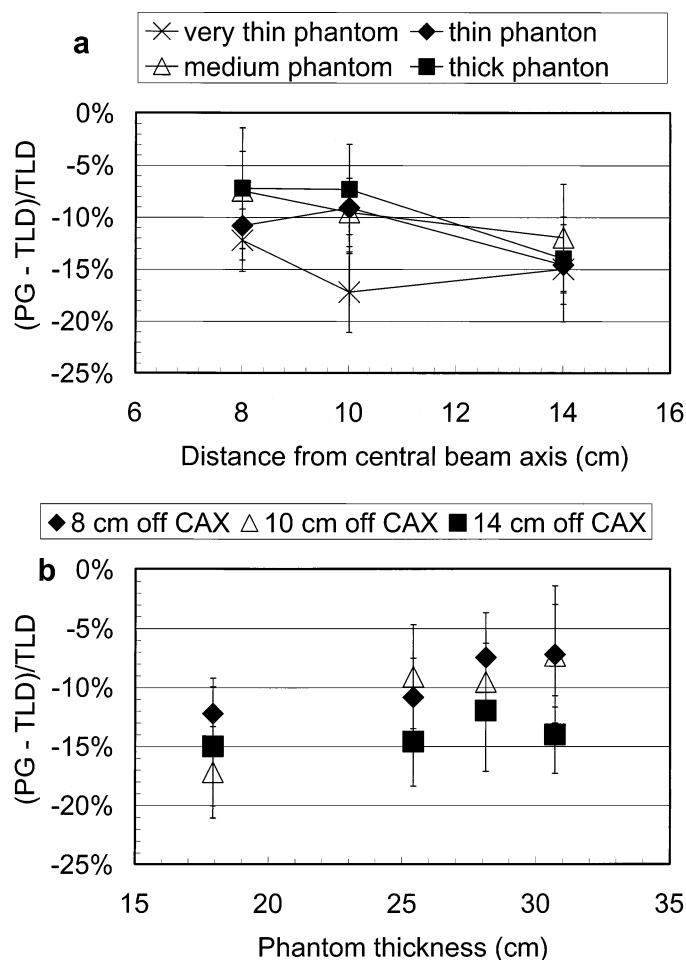 a
very thin phantom thin phanton
medium phantom thick phanton
0%
-5%
-10%
-15%
-20%
-25%
(PG - TLD)/TLD
6 8 10 12 14 16
Distance from central beam axis (cm)
8 cm off CAX 10 cm off CAX 14 cm off CAX
b
0%
-5%
-10%
-15%
-20%
-25%
(PG - TLD)/TLD
15 20 25 30 35
Phantom thickness (cm)